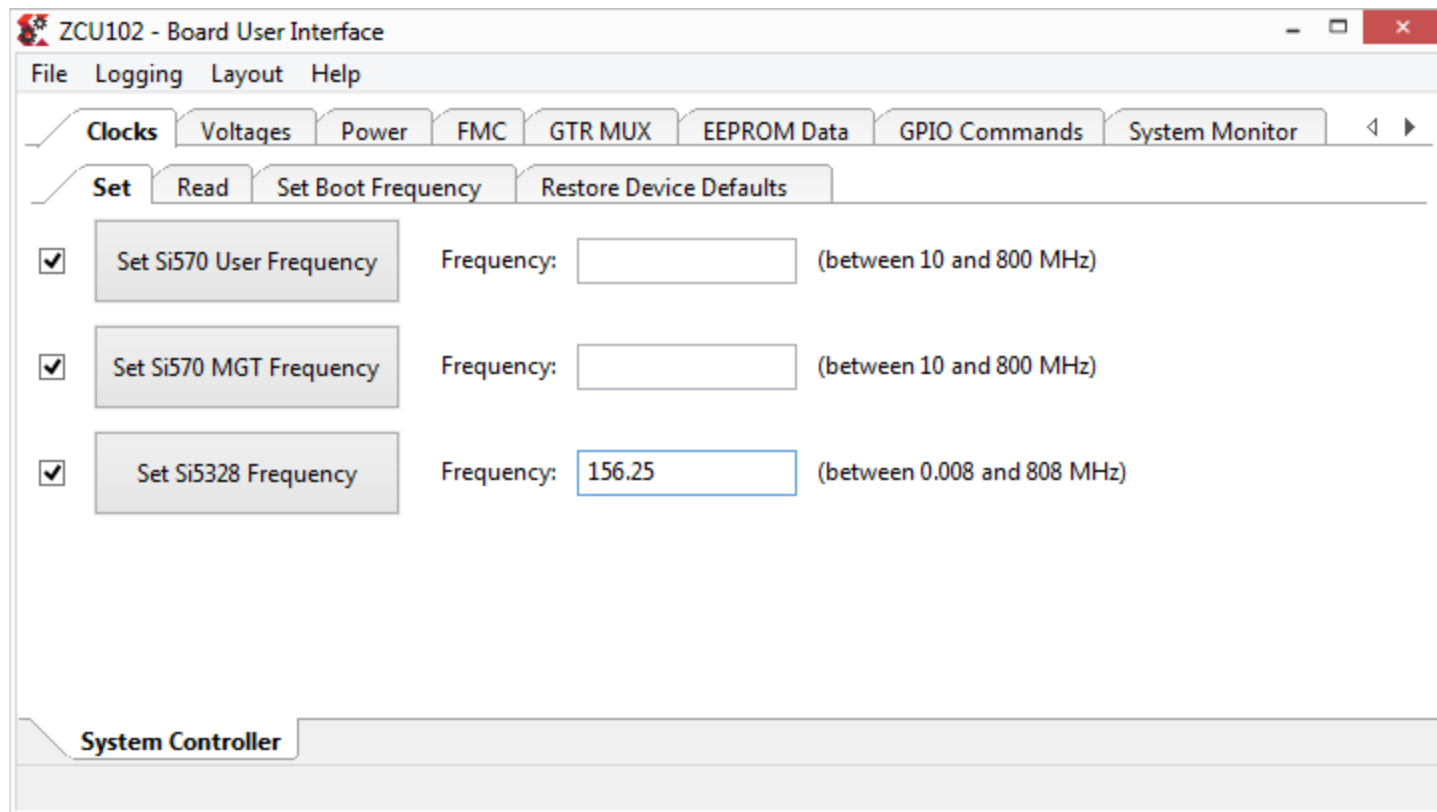 ZCU102 - Board User Interface
File Logging Layout Help
Clocks Voltages Power FMC GTR MUX EEPROM Data GPIO Commands System Monitor
Set Read Set Boot Frequency Restore Device Defaults
Set Si570 User Frequency Frequency: (between 10 and 800 MHz)
Set Si570 MGT Frequency Frequency: (between 10 and 800 MHz)
Set Si5328 Frequency Frequency: 156.25 (between 0.008 and 808 MHz)
System Controller